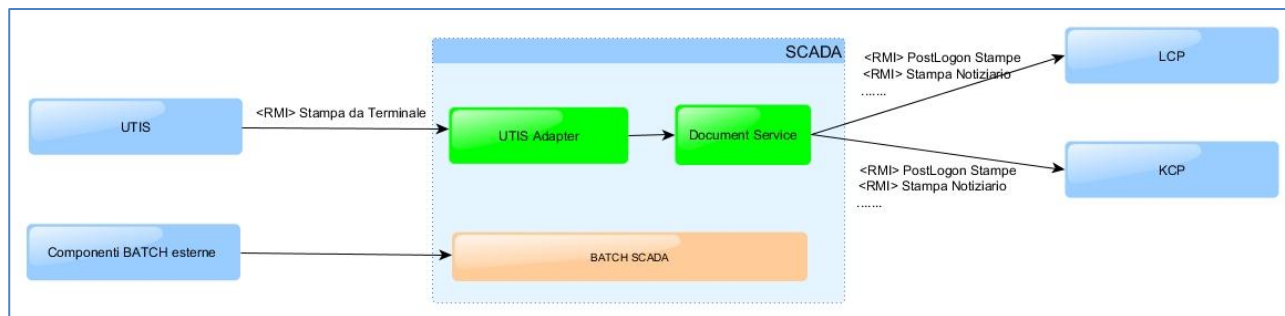 SCADA
<RMI> PostLogon Stampe
<RMI> Stampa Notiziario
.......
LCP
<RMI> Stampa da Terminale
UTIS
UTIS Adapter
Document Service
<RMI> PostLogon Stampe
<RMI> Stampa Notiziario
.......
KCP
Componenti BATCH esterne
BATCH SCADA